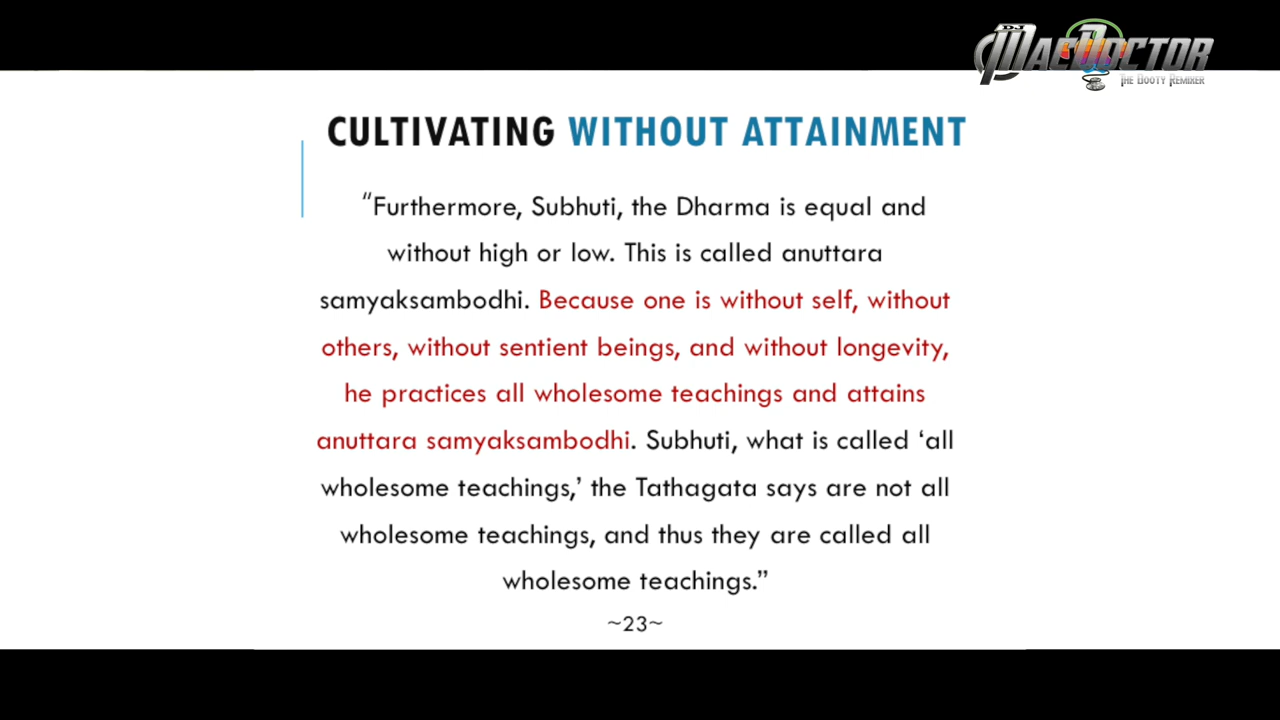 DJ
MACDOCTOR
THE BOOTY REMIXER
CULTIVATING WITHOUT ATTAINMENT
“Furthermore, Subhuti, the Dharma is equal and
without high or low. This is called anuttara
samyaksambodhi. Because one is without self, without
others, without sentient beings, and without longevity,
he practices all wholesome teachings and attains
anuttara samyaksambodhi. Subhuti, what is called ‘all
wholesome teachings,’ the Tathagata says are not all
wholesome teachings, and thus they are called all
wholesome teachings.”
~23~